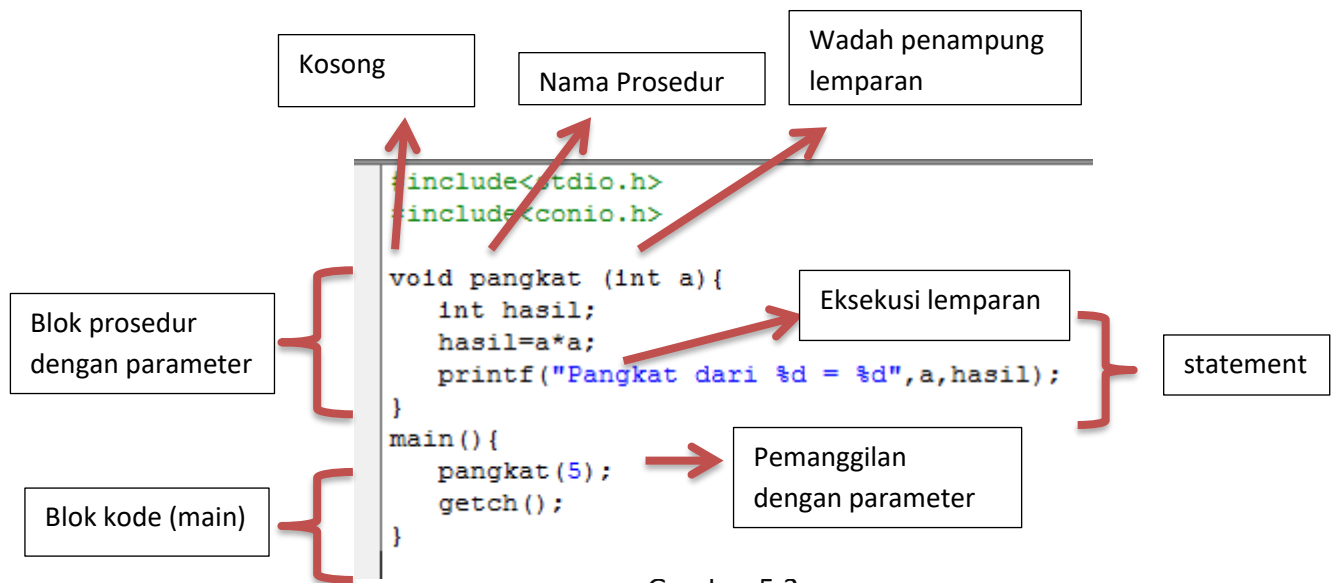 Kosong
Nama Prosedur
Wadah penampung
lemparan
#include<stdio.h>
#include<conio.h>
void pangkat (int a){
int hasil;
hasil=a*a;
printf("Pangkat dari %d = %d",a,hasil);
}
main(){
pangkat(5);
getch();
}
Blok prosedur
dengan parameter
Eksekusi lemparan
statement
Blok kode (main)
Pemanggilan
dengan parameter